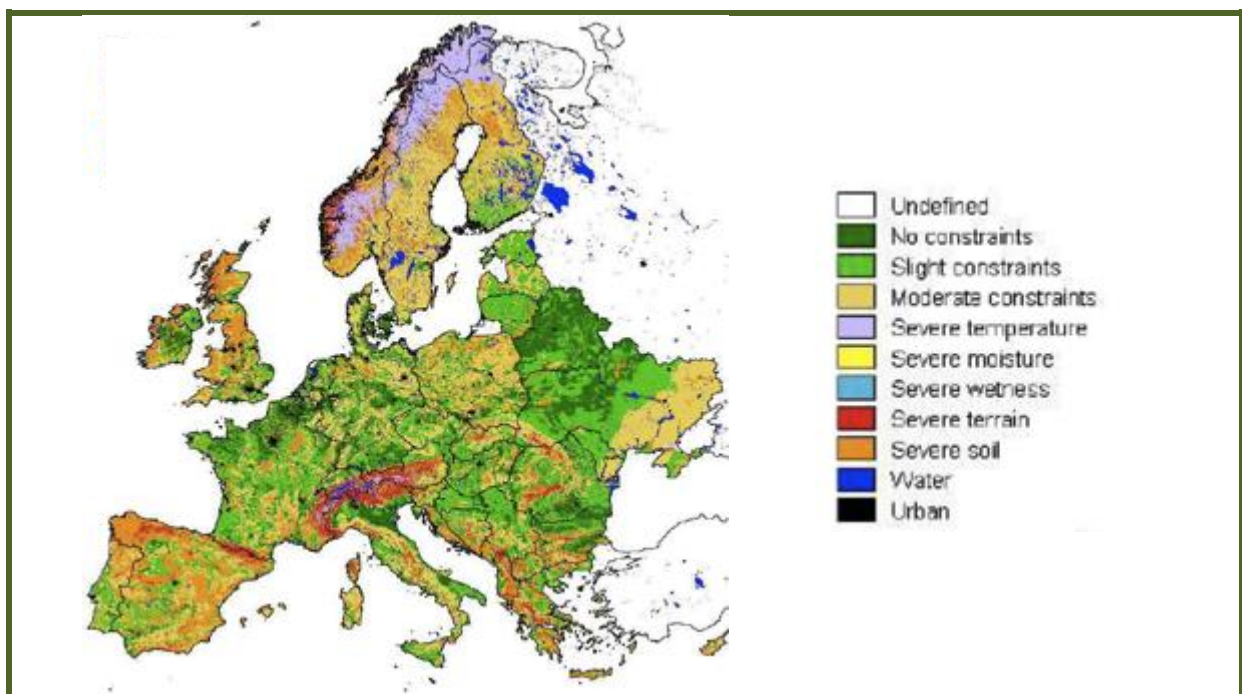 Undefined
No constraints
Slight constraints
Moderate constraints
Severe temperature
Severe moisture
Severe wetness
Severe terrain
Severe soil
Water
Urban